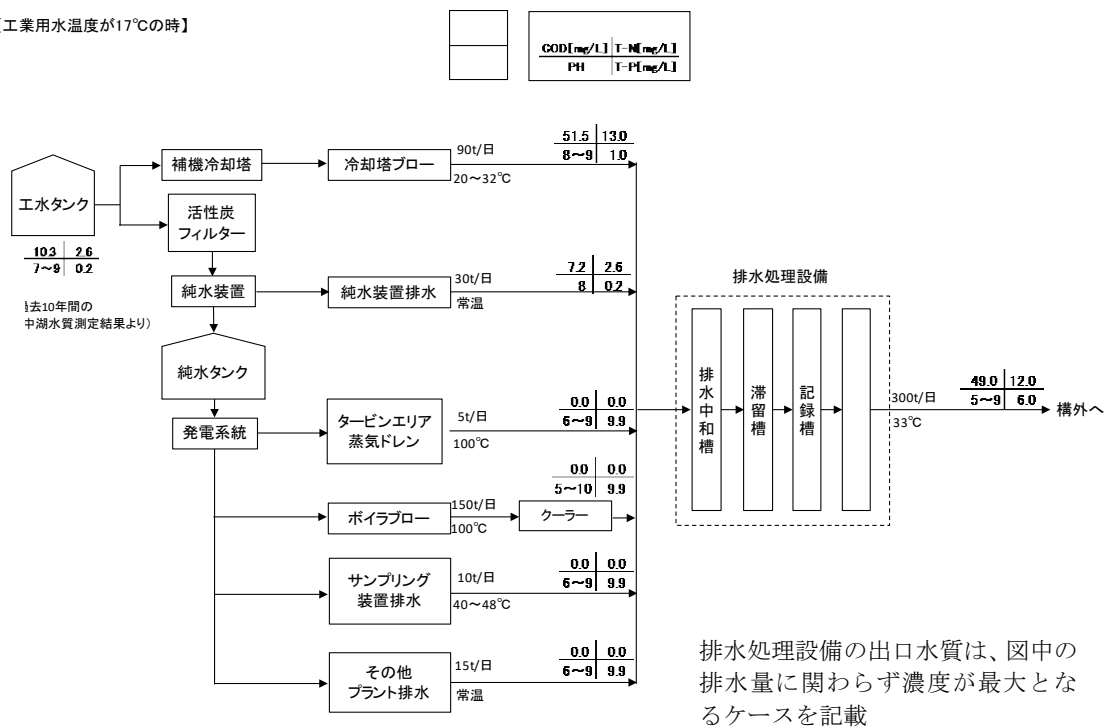 【工業用水温度が17℃の時】
COD[mg/L] T-N[mg/L]
PH T-P[mg/L]
補機冷却塔
冷却塔ブロー
90t/日
20～32℃
51.5 13.0
8～9 1.0
工水タンク
10.3 2.6
7～9 0.2
活性炭
フィルター
過去10年間の
中湖水質測定結果より）
純水装置
純水装置排水
30t/日
常温
7.2 2.6
8 0.2
純水タンク
発電系統
タービンエリア
蒸気ドレン
5t/日
100℃
0.0 0.0
6～9 9.9
ボイラブロー
150t/日
100℃
クーラー
0.0 0.0
5～10 9.9
サンプリング
装置排水
10t/日
40～48℃
0.0 0.0
6～9 9.9
その他
プラント排水
15t/日
常温
0.0 0.0
6～9 9.9
排水処理設備
排水中和槽
滞留槽
記録槽
300t/日
33℃
49.0 12.0
5～9 6.0
構外へ
排水処理設備の出口水質は、図中の
排水量に関わらず濃度が最大とな
るケースを記載